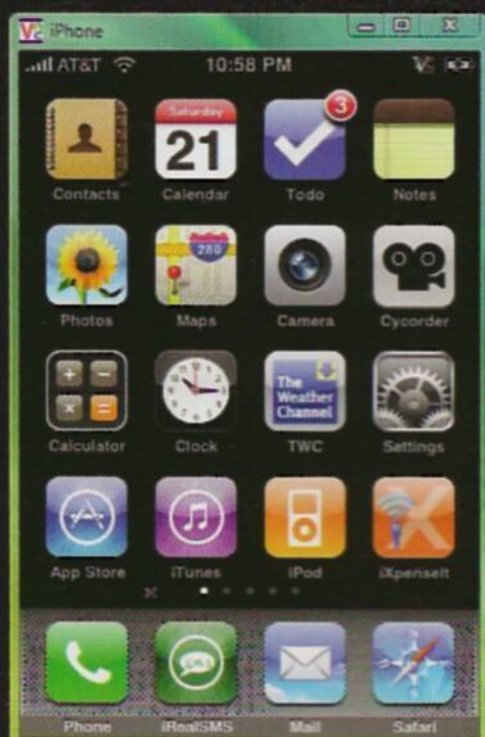 V2 iPhone
AT&T 10:58 PM
3
Saturday
21
280
The
Weather
Channel
Contacts Calendar Todo Notes
Photos Maps Camera Cycorder
Calculator Clock TWC Settings
App Store iTunes iPod iXpenseIt
SMS
Phone iRealSMS Mail Safari